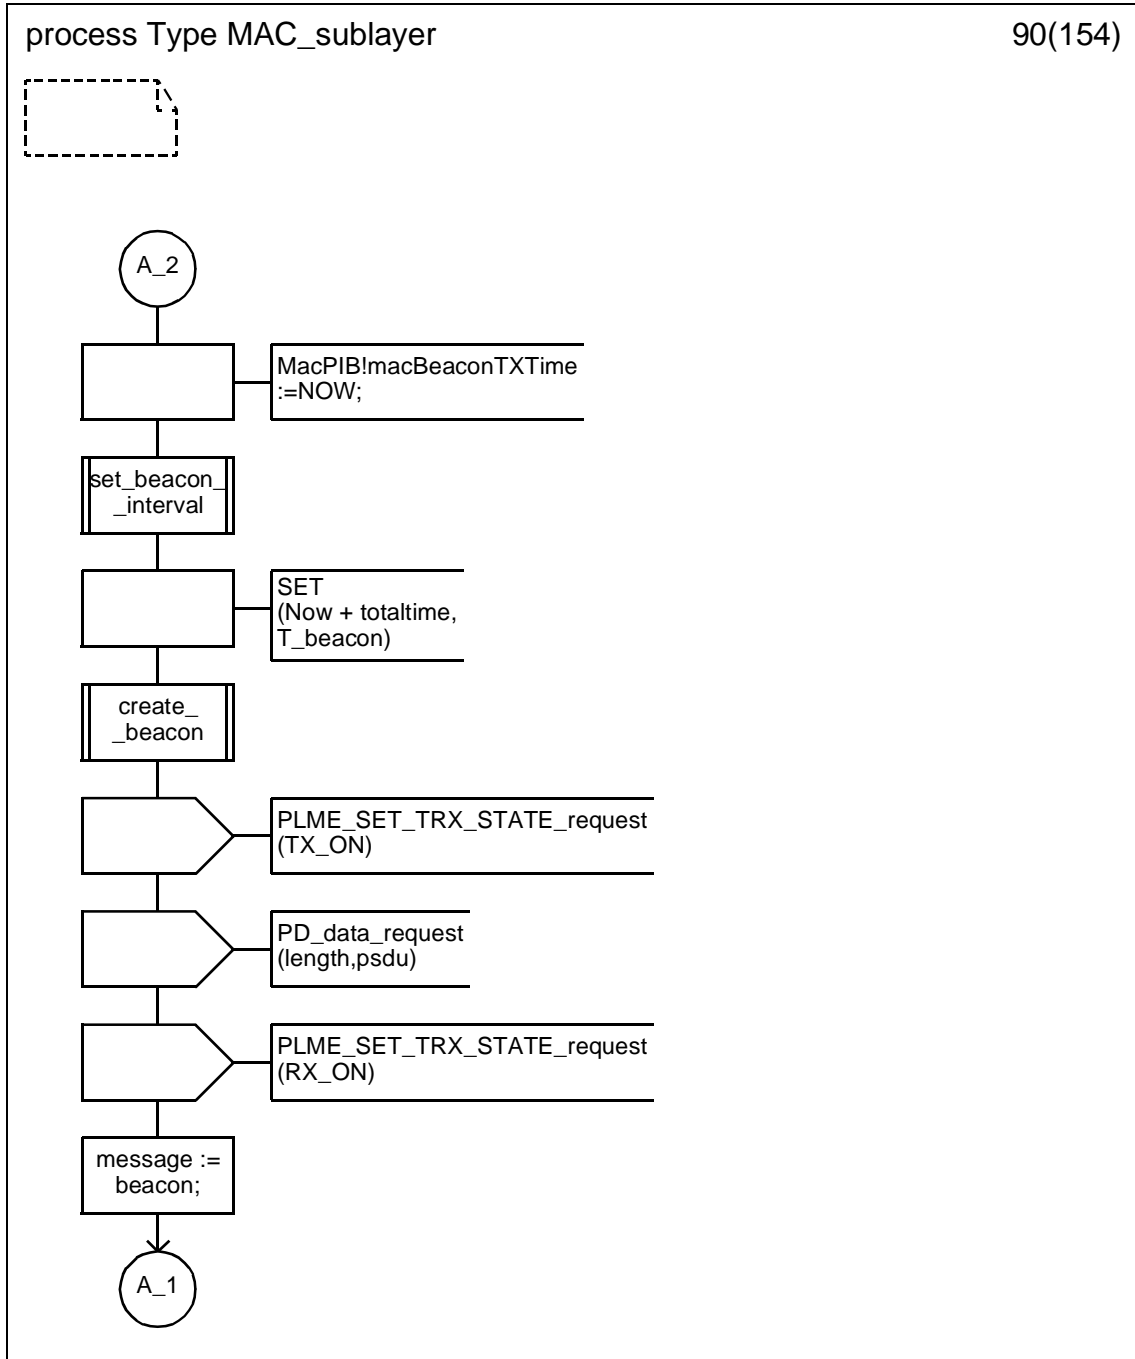 process Type MAC_sublayer
90(154)
A_2
MacPIB!macBeaconTXTime
:=NOW;
set_beacon_
_interval
SET
(Now + totaltime,
T_beacon)
create_
_beacon
PLME_SET_TRX_STATE_request
(TX_ON)
PD_data_request
(length,psdu)
PLME_SET_TRX_STATE_request
(RX_ON)
message :=
beacon;
A_1